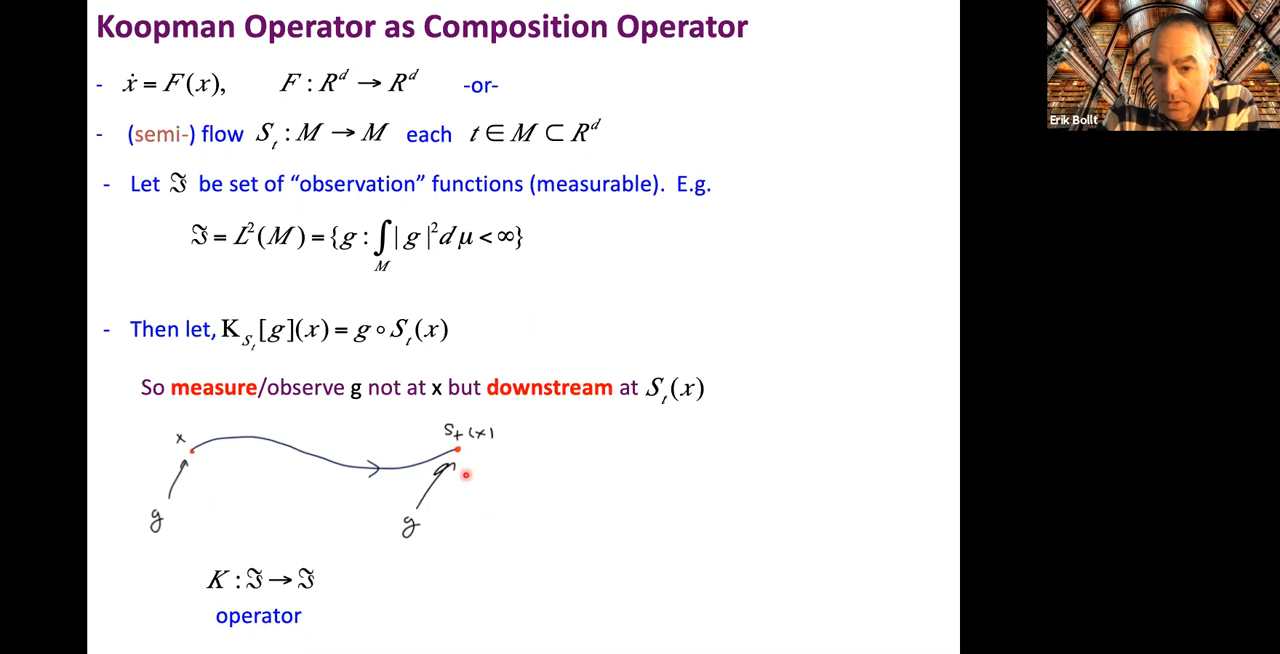 Koopman Operator as Composition Operator
- ẋ = F(x), F : R^d → R^d -or-
- (semi-) flow S_t : M → M each t ∈ M ⊂ R^d
- Let ℑ be set of “observation” functions (measurable). E.g.
ℑ = L²(M) = {g : ∫_M | g |² d μ < ∞}
- Then let, K_{S_t}[g](x) = g ∘ S_t(x)
So measure/observe g not at x but downstream at S_t(x)
x S_t(x)
g g
K : ℑ → ℑ
operator
Erik Bollt